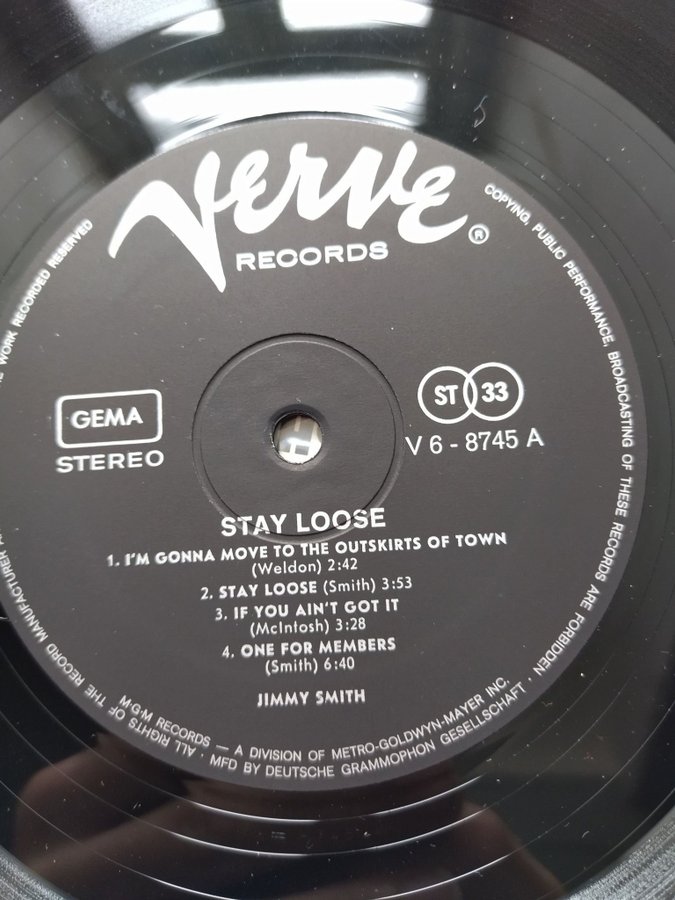 Verve ®
RECORDS
GEMA
STEREO
ST 33
V 6 - 8745 A
STAY LOOSE
1. I'M GONNA MOVE TO THE OUTSKIRTS OF TOWN
(Weldon) 2:42
2. STAY LOOSE (Smith) 3:53
3. IF YOU AIN'T GOT IT
(McIntosh) 3:28
4. ONE FOR MEMBERS
(Smith) 6:40
JIMMY SMITH
M·G·M RECORDS — A DIVISION OF METRO-GOLDWYN-MAYER INC.
ALL RIGHTS OF THE RECORD MANUFACTURER
WORK RECORDED RESERVED
COPYING, PUBLIC PERFORMANCE, BROADCASTING OF THESE RECORDS ARE FORBIDDEN
· MFD BY DEUTSCHE GRAMMOPHON GESELLSCHAFT ·